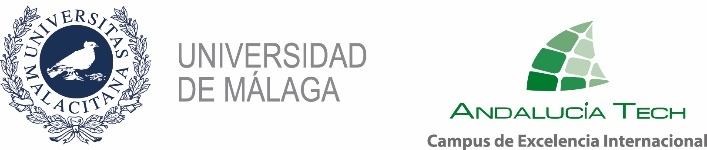 UNIVERSITAS
MALACITANA
UNIVERSIDAD
DE MÁLAGA
ANDALUCÍA TECH
Campus de Excelencia Internacional